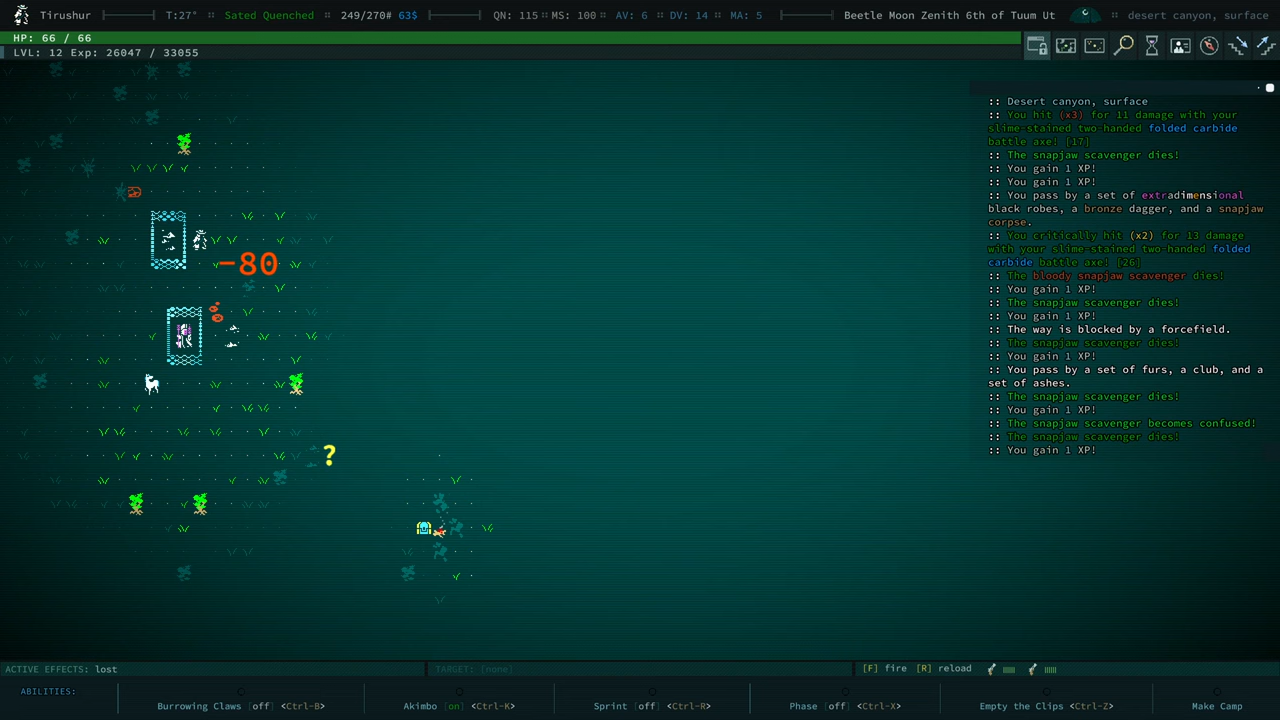 Tirushur T:27° Sated Quenched 249/270# 63$ QN: 115 MS: 100 AV: 6 DV: 14 MA: 5 Beetle Moon Zenith 6th of Tuum Ut desert canyon, surface
HP: 66 / 66
LVL: 12 Exp: 26047 / 33055
:: Desert canyon, surface
:: You hit (x3) for 11 damage with your
slime-stained two-handed folded carbide
battle axe! [17]
:: The snapjaw scavenger dies!
:: You gain 1 XP!
:: You gain 1 XP!
:: You pass by a set of extradimensional
black robes, a bronze dagger, and a snapjaw
corpse.
:: You critically hit (x2) for 13 damage
with your slime-stained two-handed folded
carbide battle axe! [26]
:: The bloody snapjaw scavenger dies!
:: You gain 1 XP!
:: The snapjaw scavenger dies!
:: You gain 1 XP!
:: The way is blocked by a forcefield.
:: The snapjaw scavenger dies!
:: You gain 1 XP!
:: You pass by a set of furs, a club, and a
set of ashes.
:: The snapjaw scavenger dies!
:: You gain 1 XP!
:: The snapjaw scavenger becomes confused!
:: The snapjaw scavenger dies!
:: You gain 1 XP!
-80
?
ACTIVE EFFECTS: lost TARGET: [none] [F] fire [R] reload
ABILITIES: Burrowing Claws [off] <Ctrl-B> Akimbo [on] <Ctrl-K> Sprint [off] <Ctrl-R> Phase [off] <Ctrl-X> Empty the Clips <Ctrl-Z> Make Camp